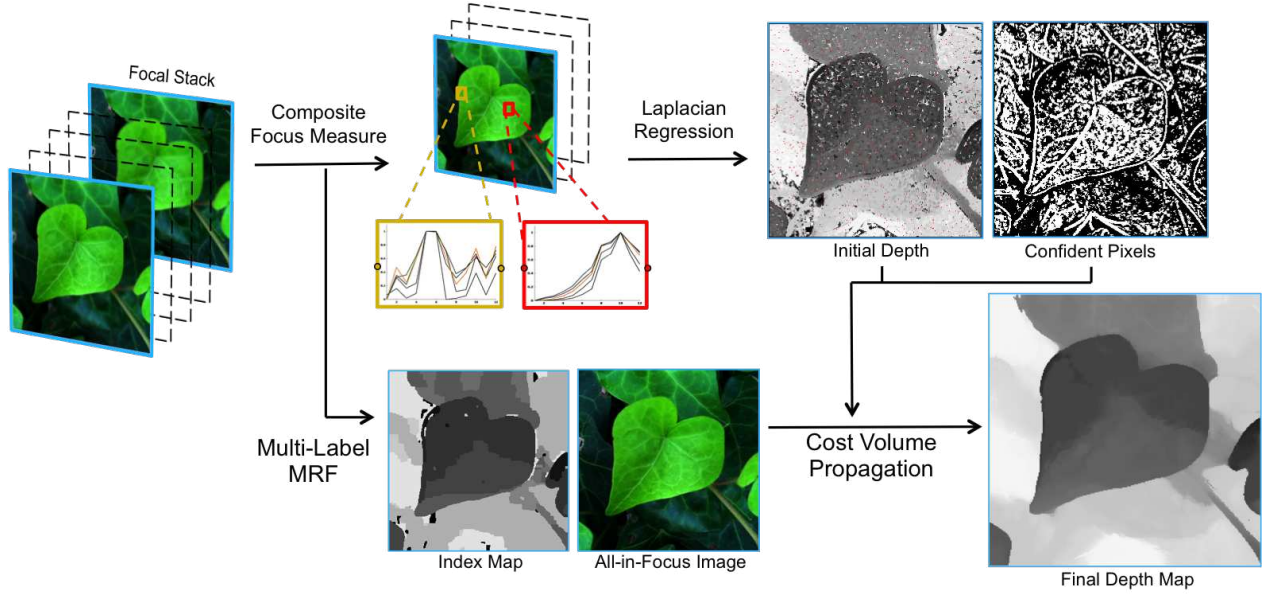 Focal Stack
Composite
Focus Measure
Laplacian
Regression
Initial Depth
Confident Pixels
Multi-Label
MRF
Index Map
All-in-Focus Image
Cost Volume
Propagation
Final Depth Map